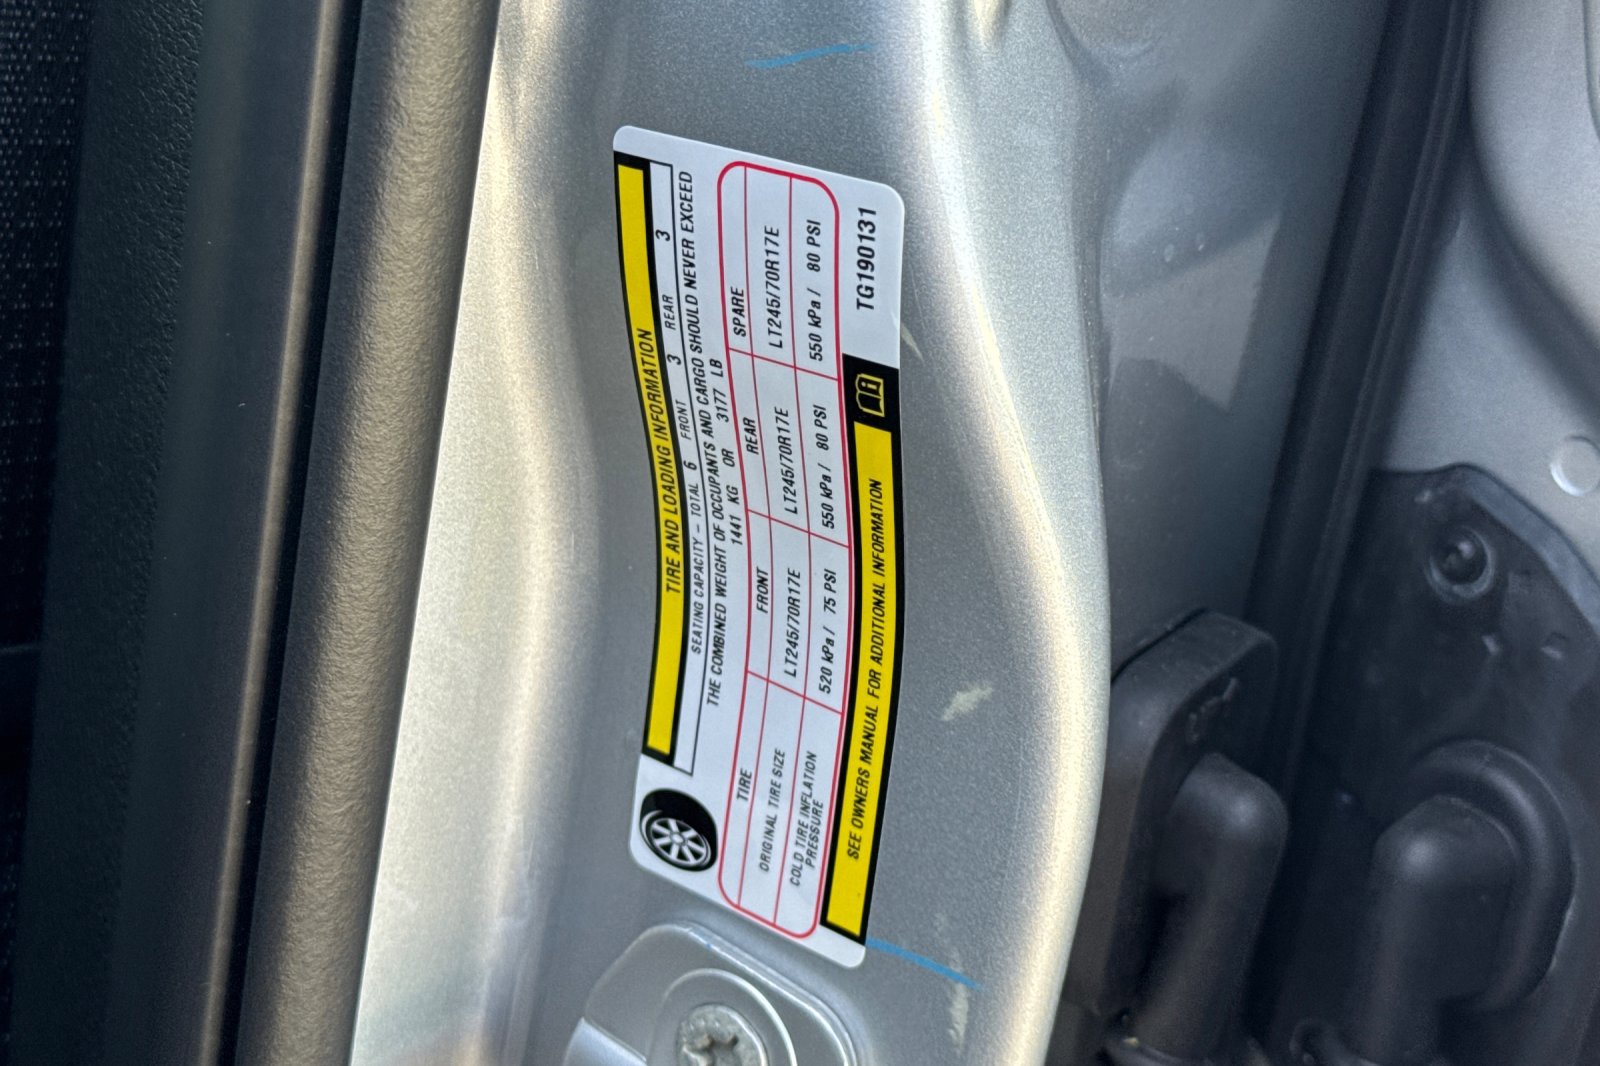 TIRE AND LOADING INFORMATION
SEATING CAPACITY – TOTAL 6 FRONT 3 REAR 3
THE COMBINED WEIGHT OF OCCUPANTS AND CARGO SHOULD NEVER EXCEED
1441 KG OR 3177 LB
TIRE FRONT REAR SPARE
ORIGINAL TIRE SIZE LT245/70R17E LT245/70R17E LT245/70R17E
COLD TIRE INFLATION PRESSURE 520 kPa / 75 PSI 550 kPa / 80 PSI 550 kPa / 80 PSI
SEE OWNERS MANUAL FOR ADDITIONAL INFORMATION
TG190131